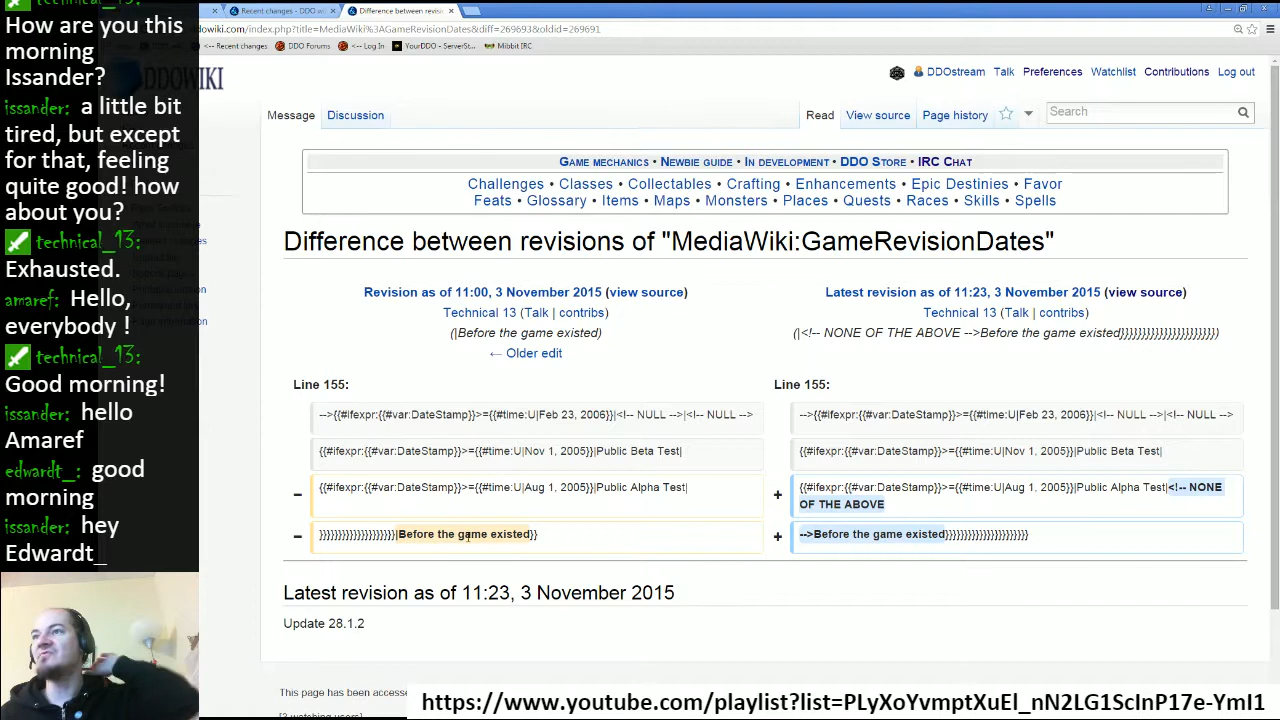 technical_13:
How are you this
morning
Issander?
issander: a little bit
tired, but except
for that, feeling
quite good! how
about you?
technical_13:
Exhausted.
amaref: Hello,
everybody !
technical_13:
Good morning!
issander: hello
Amaref
edwardt_: good
morning
issander: hey
Edwardt_
Recent changes - DDO wi
Difference between revisi
dowiki.com/index.php?title=MediaWiki%3AGameRevisionDates&diff=269693&oldid=269691
<-- Recent changes
DDO Forums
<-- Log In
YourDDO - ServerSt...
Mibbit IRC
DDOWIKI
DDOstream Talk Preferences Watchlist Contributions Log out
Message Discussion
Read View source Page history
Search
Game mechanics • Newbie guide • In development • DDO Store • IRC Chat
Challenges • Classes • Collectables • Crafting • Enhancements • Epic Destinies • Favor
Feats • Glossary • Items • Maps • Monsters • Places • Quests • Races • Skills • Spells
Difference between revisions of "MediaWiki:GameRevisionDates"
Revision as of 11:00, 3 November 2015 (view source)
Technical 13 (Talk | contribs)
(|Before the game existed)
← Older edit
Latest revision as of 11:23, 3 November 2015 (view source)
Technical 13 (Talk | contribs)
(|<!-- NONE OF THE ABOVE -->Before the game existed}}}}}}}}}}}}}}}}}}}}}})
Line 155:
Line 155:
-->{{#ifexpr:{{#var:DateStamp}}>={{#time:U|Feb 23, 2006}}|<!-- NULL -->|<!-- NULL -->
-->{{#ifexpr:{{#var:DateStamp}}>={{#time:U|Feb 23, 2006}}|<!-- NULL -->|<!-- NULL -->
{{#ifexpr:{{#var:DateStamp}}>={{#time:U|Nov 1, 2005}}|Public Beta Test|
{{#ifexpr:{{#var:DateStamp}}>={{#time:U|Nov 1, 2005}}|Public Beta Test|
− {{#ifexpr:{{#var:DateStamp}}>={{#time:U|Aug 1, 2005}}|Public Alpha Test|
+ {{#ifexpr:{{#var:DateStamp}}>={{#time:U|Aug 1, 2005}}|Public Alpha Test|<!-- NONE
OF THE ABOVE
− }}}}}}}}}}}}}}}}}}}}|Before the game existed}}
+ -->Before the game existed}}}}}}}}}}}}}}}}}}}}}}
Latest revision as of 11:23, 3 November 2015
Update 28.1.2
This page has been accessed
[3 watching users]
https://www.youtube.com/playlist?list=PLyXoYvmptXuEl_nN2LG1ScInP17e-YmI1